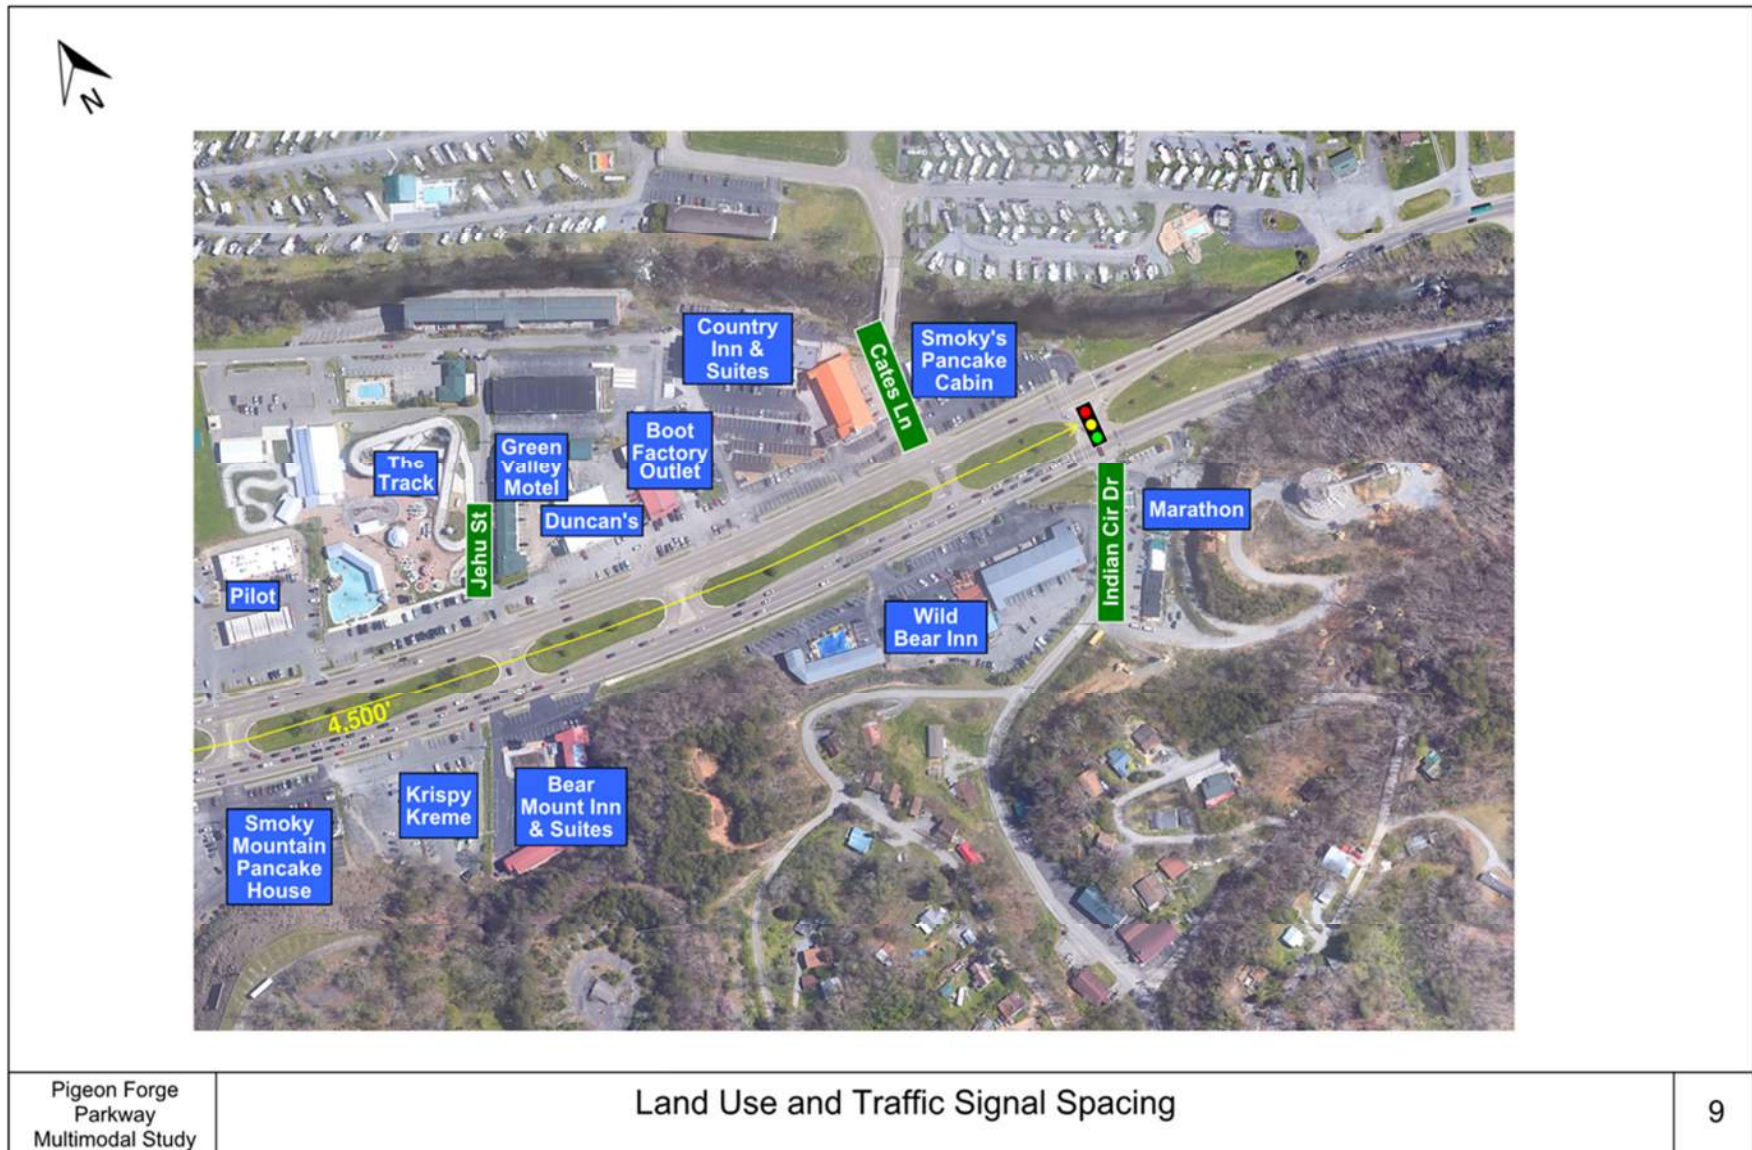 N
Country
Inn &
Suites
Cates Ln
Smoky's
Pancake
Cabin
Boot
Factory
Outlet
Green
Valley
Motel
The
Track
Duncan's
Jehu St
Pilot
Indian Cir Dr
Marathon
Wild
Bear Inn
4,500'
Krispy
Kreme
Bear
Mount Inn
& Suites
Smoky
Mountain
Pancake
House
Pigeon Forge
Parkway
Multimodal Study
Land Use and Traffic Signal Spacing
9